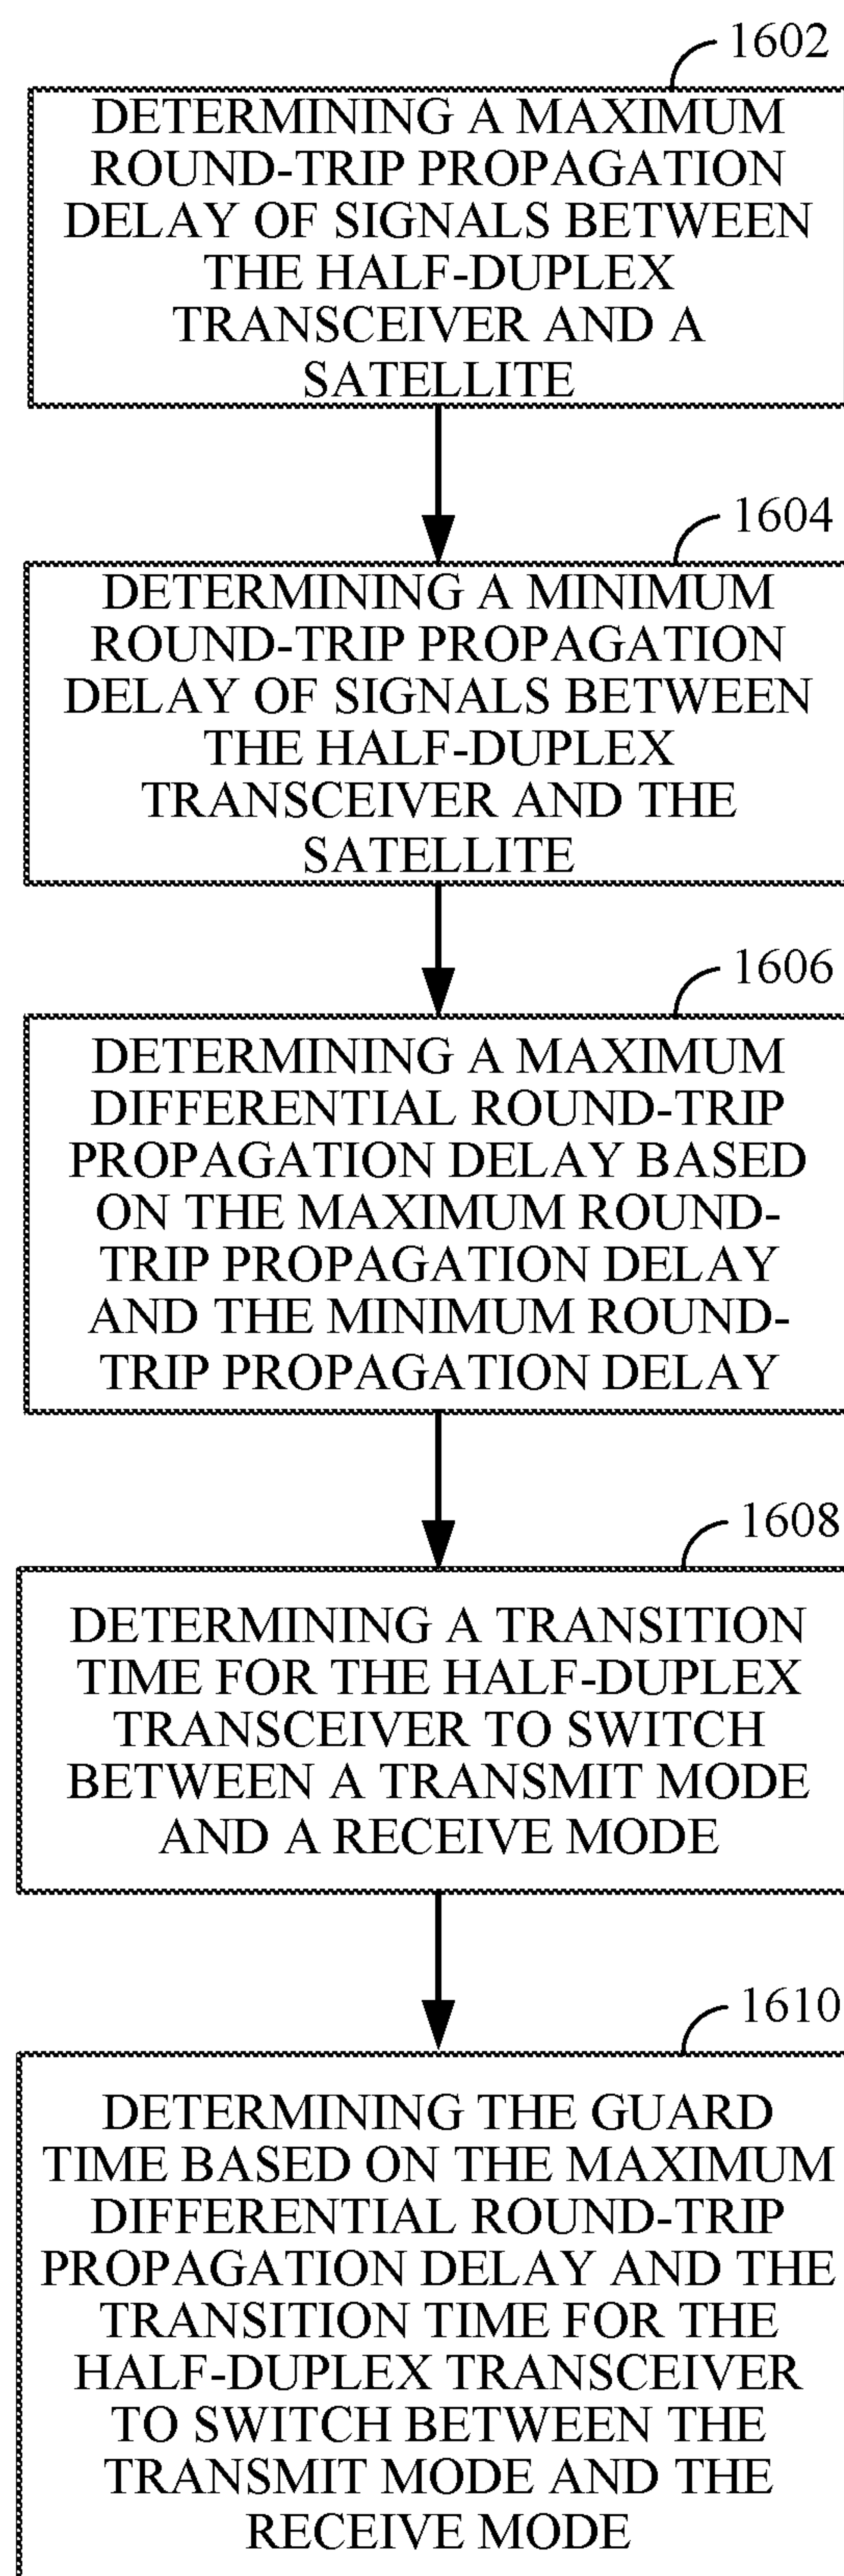 1602
DETERMINING A MAXIMUM
ROUND-TRIP PROPAGATION
DELAY OF SIGNALS BETWEEN
THE HALF-DUPLEX
TRANSCEIVER AND A
SATELLITE
1604
DETERMINING A MINIMUM
ROUND-TRIP PROPAGATION
DELAY OF SIGNALS BETWEEN
THE HALF-DUPLEX
TRANSCEIVER AND THE
SATELLITE
1606
DETERMINING A MAXIMUM
DIFFERENTIAL ROUND-TRIP
PROPAGATION DELAY BASED
ON THE MAXIMUM ROUND-
TRIP PROPAGATION DELAY
AND THE MINIMUM ROUND-
TRIP PROPAGATION DELAY
1608
DETERMINING A TRANSITION
TIME FOR THE HALF-DUPLEX
TRANSCEIVER TO SWITCH
BETWEEN A TRANSMIT MODE
AND A RECEIVE MODE
1610
DETERMINING THE GUARD
TIME BASED ON THE MAXIMUM
DIFFERENTIAL ROUND-TRIP
PROPAGATION DELAY AND THE
TRANSITION TIME FOR THE
HALF-DUPLEX TRANSCEIVER
TO SWITCH BETWEEN THE
TRANSMIT MODE AND THE
RECEIVE MODE